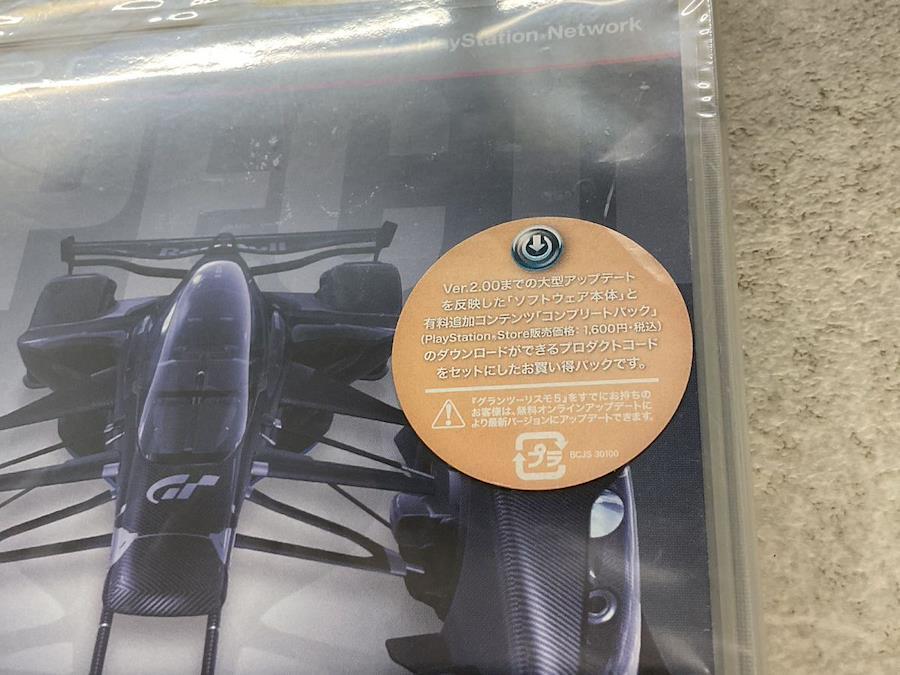 PlayStation®Network
SPEC II
Ver.2.00までの大型アップデート
を反映した「ソフトウェア本体」と
有料追加コンテンツ「コンプリートパック」
(PlayStation®Store販売価格：1,600円・税込)
のダウンロードができるプロダクトコード
をセットにしたお買い得パックです。
『グランツーリスモ5』をすでにお持ちの
お客様は、無料オンラインアップデートに
より最新バージョンにアップデートできます。
プラ
BCJS 30100
GT